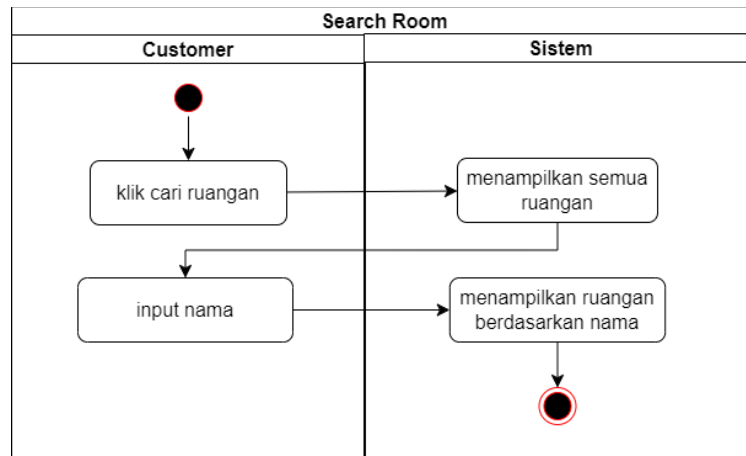 Search Room
Customer
Sistem
klik cari ruangan
menampilkan semua
ruangan
input nama
menampilkan ruangan
berdasarkan nama